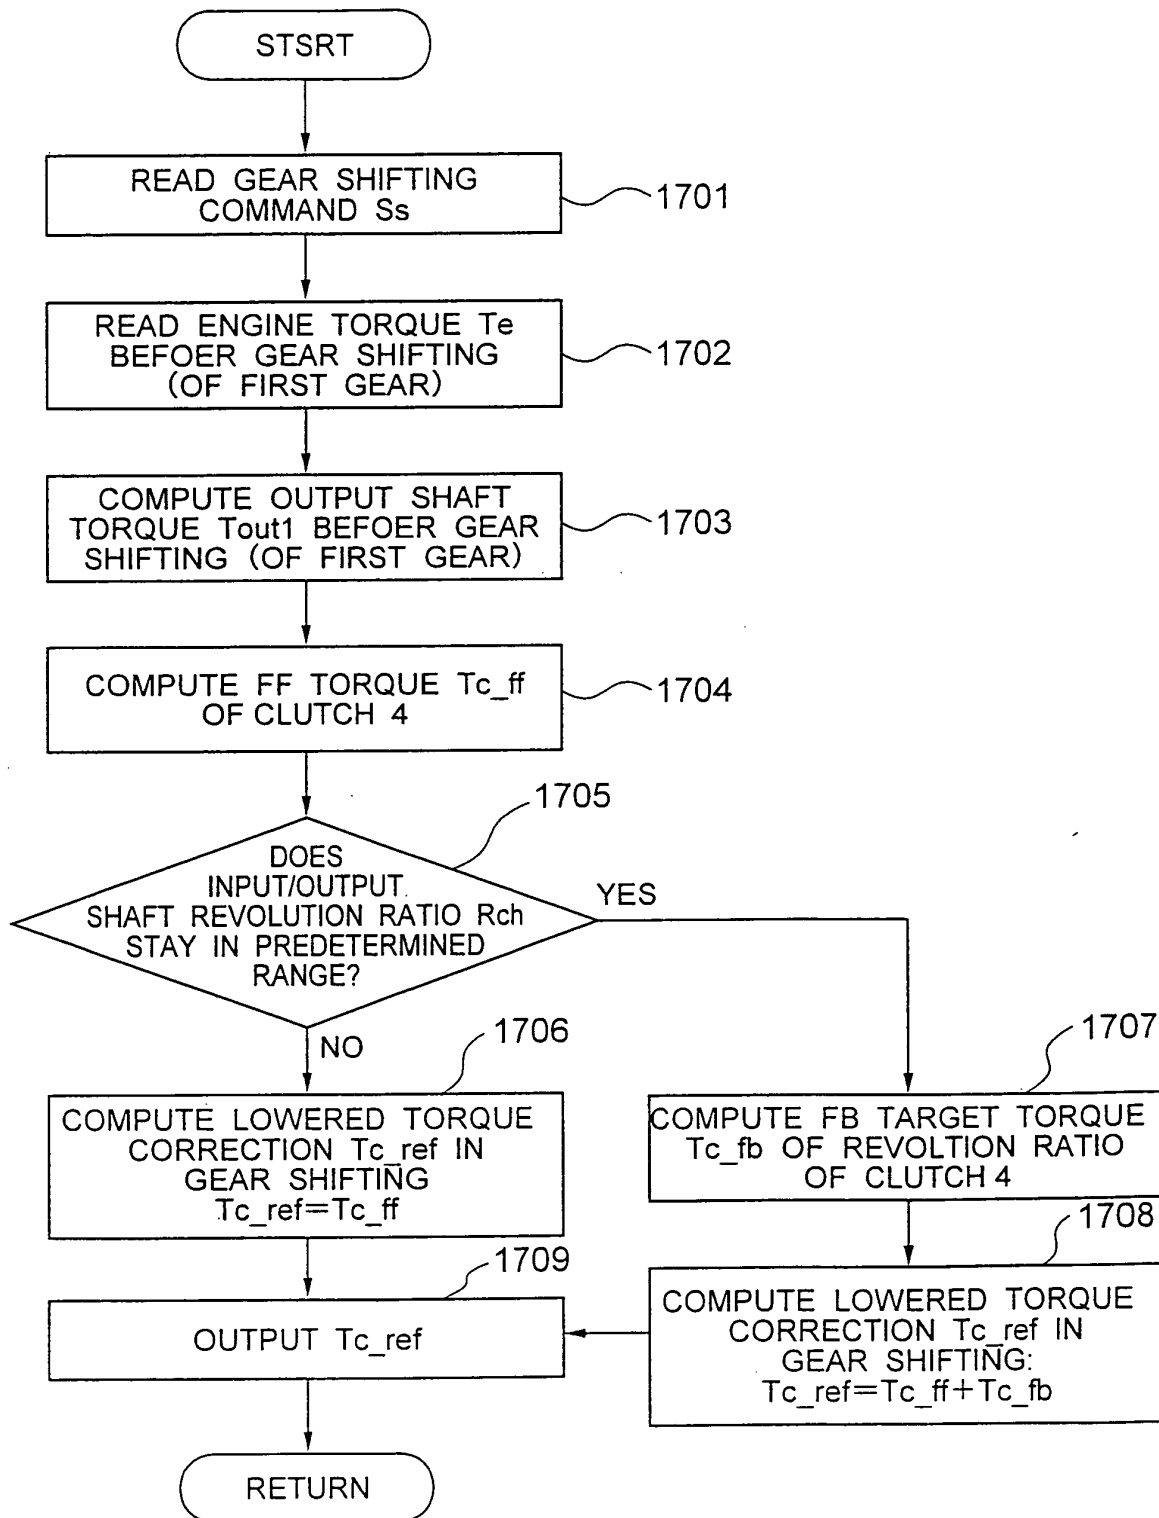 STSRT
READ GEAR SHIFTING
COMMAND Ss
1701
READ ENGINE TORQUE Te
BEFOER GEAR SHIFTING
(OF FIRST GEAR)
1702
COMPUTE OUTPUT SHAFT
TORQUE Tout1 BEFOER GEAR
SHIFTING (OF FIRST GEAR)
1703
COMPUTE FF TORQUE Tc_ff
OF CLUTCH 4
1704
1705
DOES
INPUT/OUTPUT
SHAFT REVOLUTION RATIO Rch
STAY IN PREDETERMINED
RANGE?
YES
NO
1706
COMPUTE LOWERED TORQUE
CORRECTION Tc_ref IN
GEAR SHIFTING
Tc_ref=Tc_ff
1707
COMPUTE FB TARGET TORQUE
Tc_fb OF REVOLTION RATIO
OF CLUTCH 4
1708
COMPUTE LOWERED TORQUE
CORRECTION Tc_ref IN
GEAR SHIFTING:
Tc_ref=Tc_ff+Tc_fb
1709
OUTPUT Tc_ref
RETURN